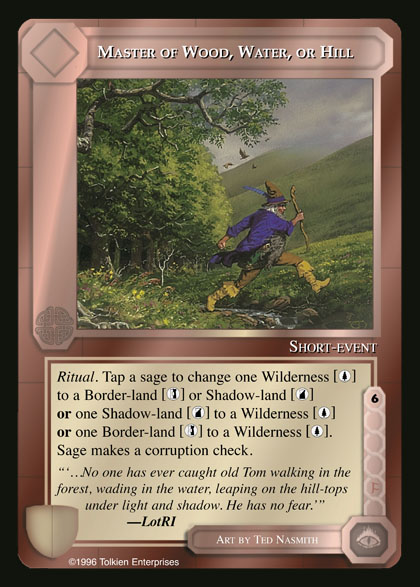 Master of Wood, Water, or Hill
Short-event
Ritual. Tap a sage to change one Wilderness [ ]
to a Border-land [ ] or Shadow-land [ ]
or one Shadow-land [ ] to a Wilderness [ ]
or one Border-land [ ] to a Wilderness [ ].
Sage makes a corruption check.
6
“‘…No one has ever caught old Tom walking in the
forest, wading in the water, leaping on the hill-tops
under light and shadow. He has no fear.’”
—LotRI
Art by Ted Nasmith
©1996 Tolkien Enterprises